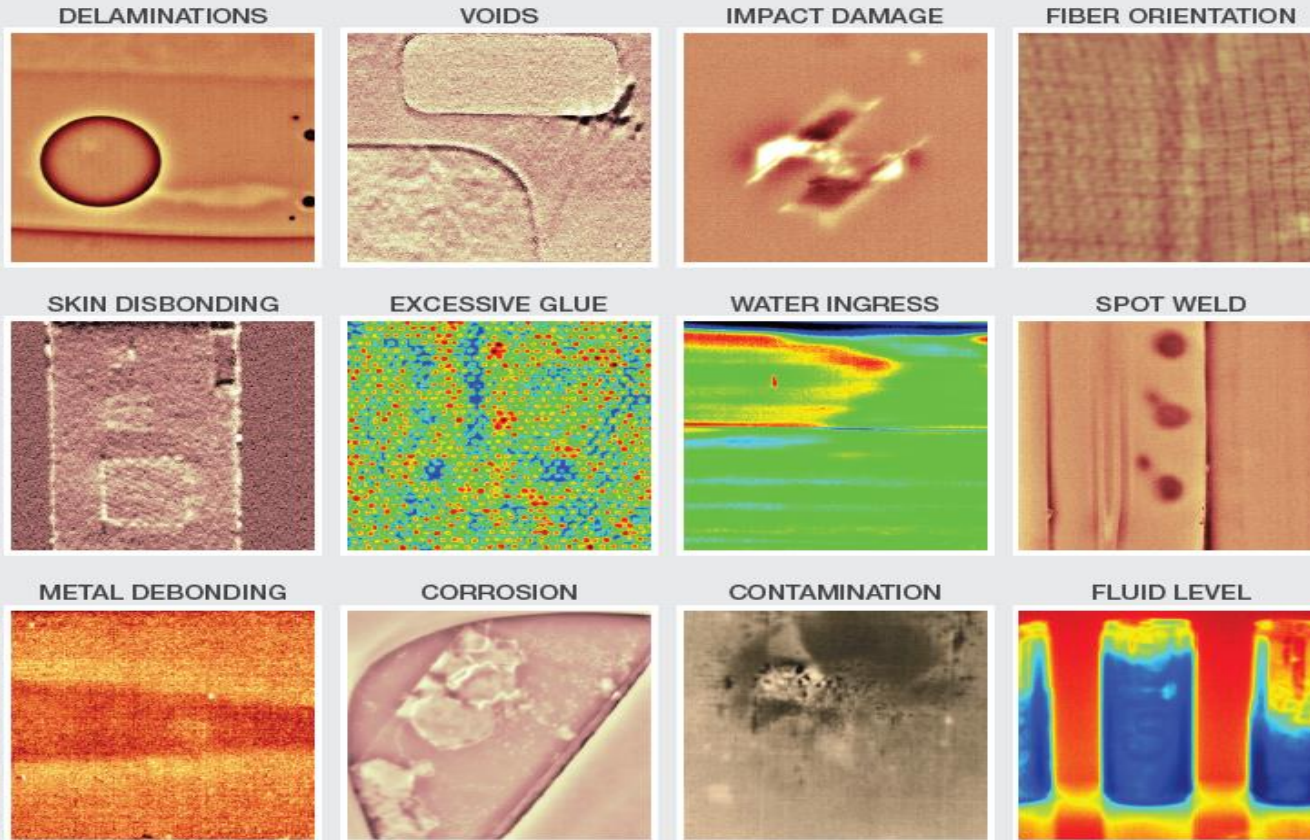 DELAMINATIONS
VOIDS
IMPACT DAMAGE
FIBER ORIENTATION
SKIN DISBONDING
EXCESSIVE GLUE
WATER INGRESS
SPOT WELD
METAL DEBONDING
CORROSION
CONTAMINATION
FLUID LEVEL